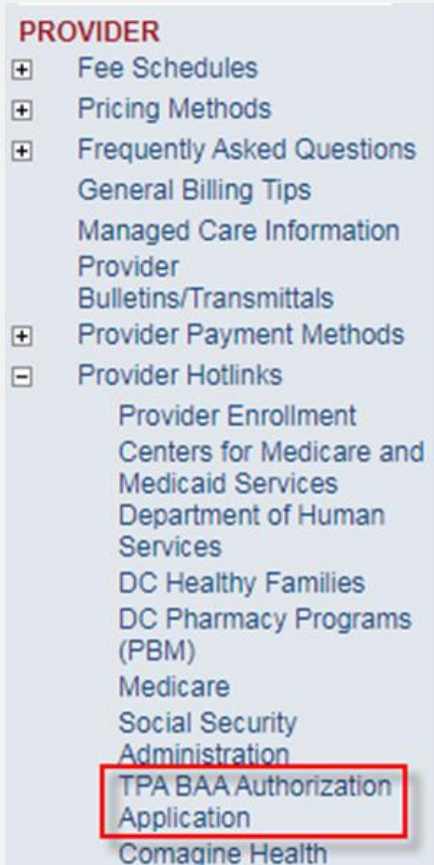 PROVIDER
Fee Schedules
Pricing Methods
Frequently Asked Questions
General Billing Tips
Managed Care Information
Provider
Bulletins/Transmittals
Provider Payment Methods
Provider Hotlinks
Provider Enrollment
Centers for Medicare and
Medicaid Services
Department of Human
Services
DC Healthy Families
DC Pharmacy Programs
(PBM)
Medicare
Social Security
Administration
TPA BAA Authorization
Application
Comagine Health